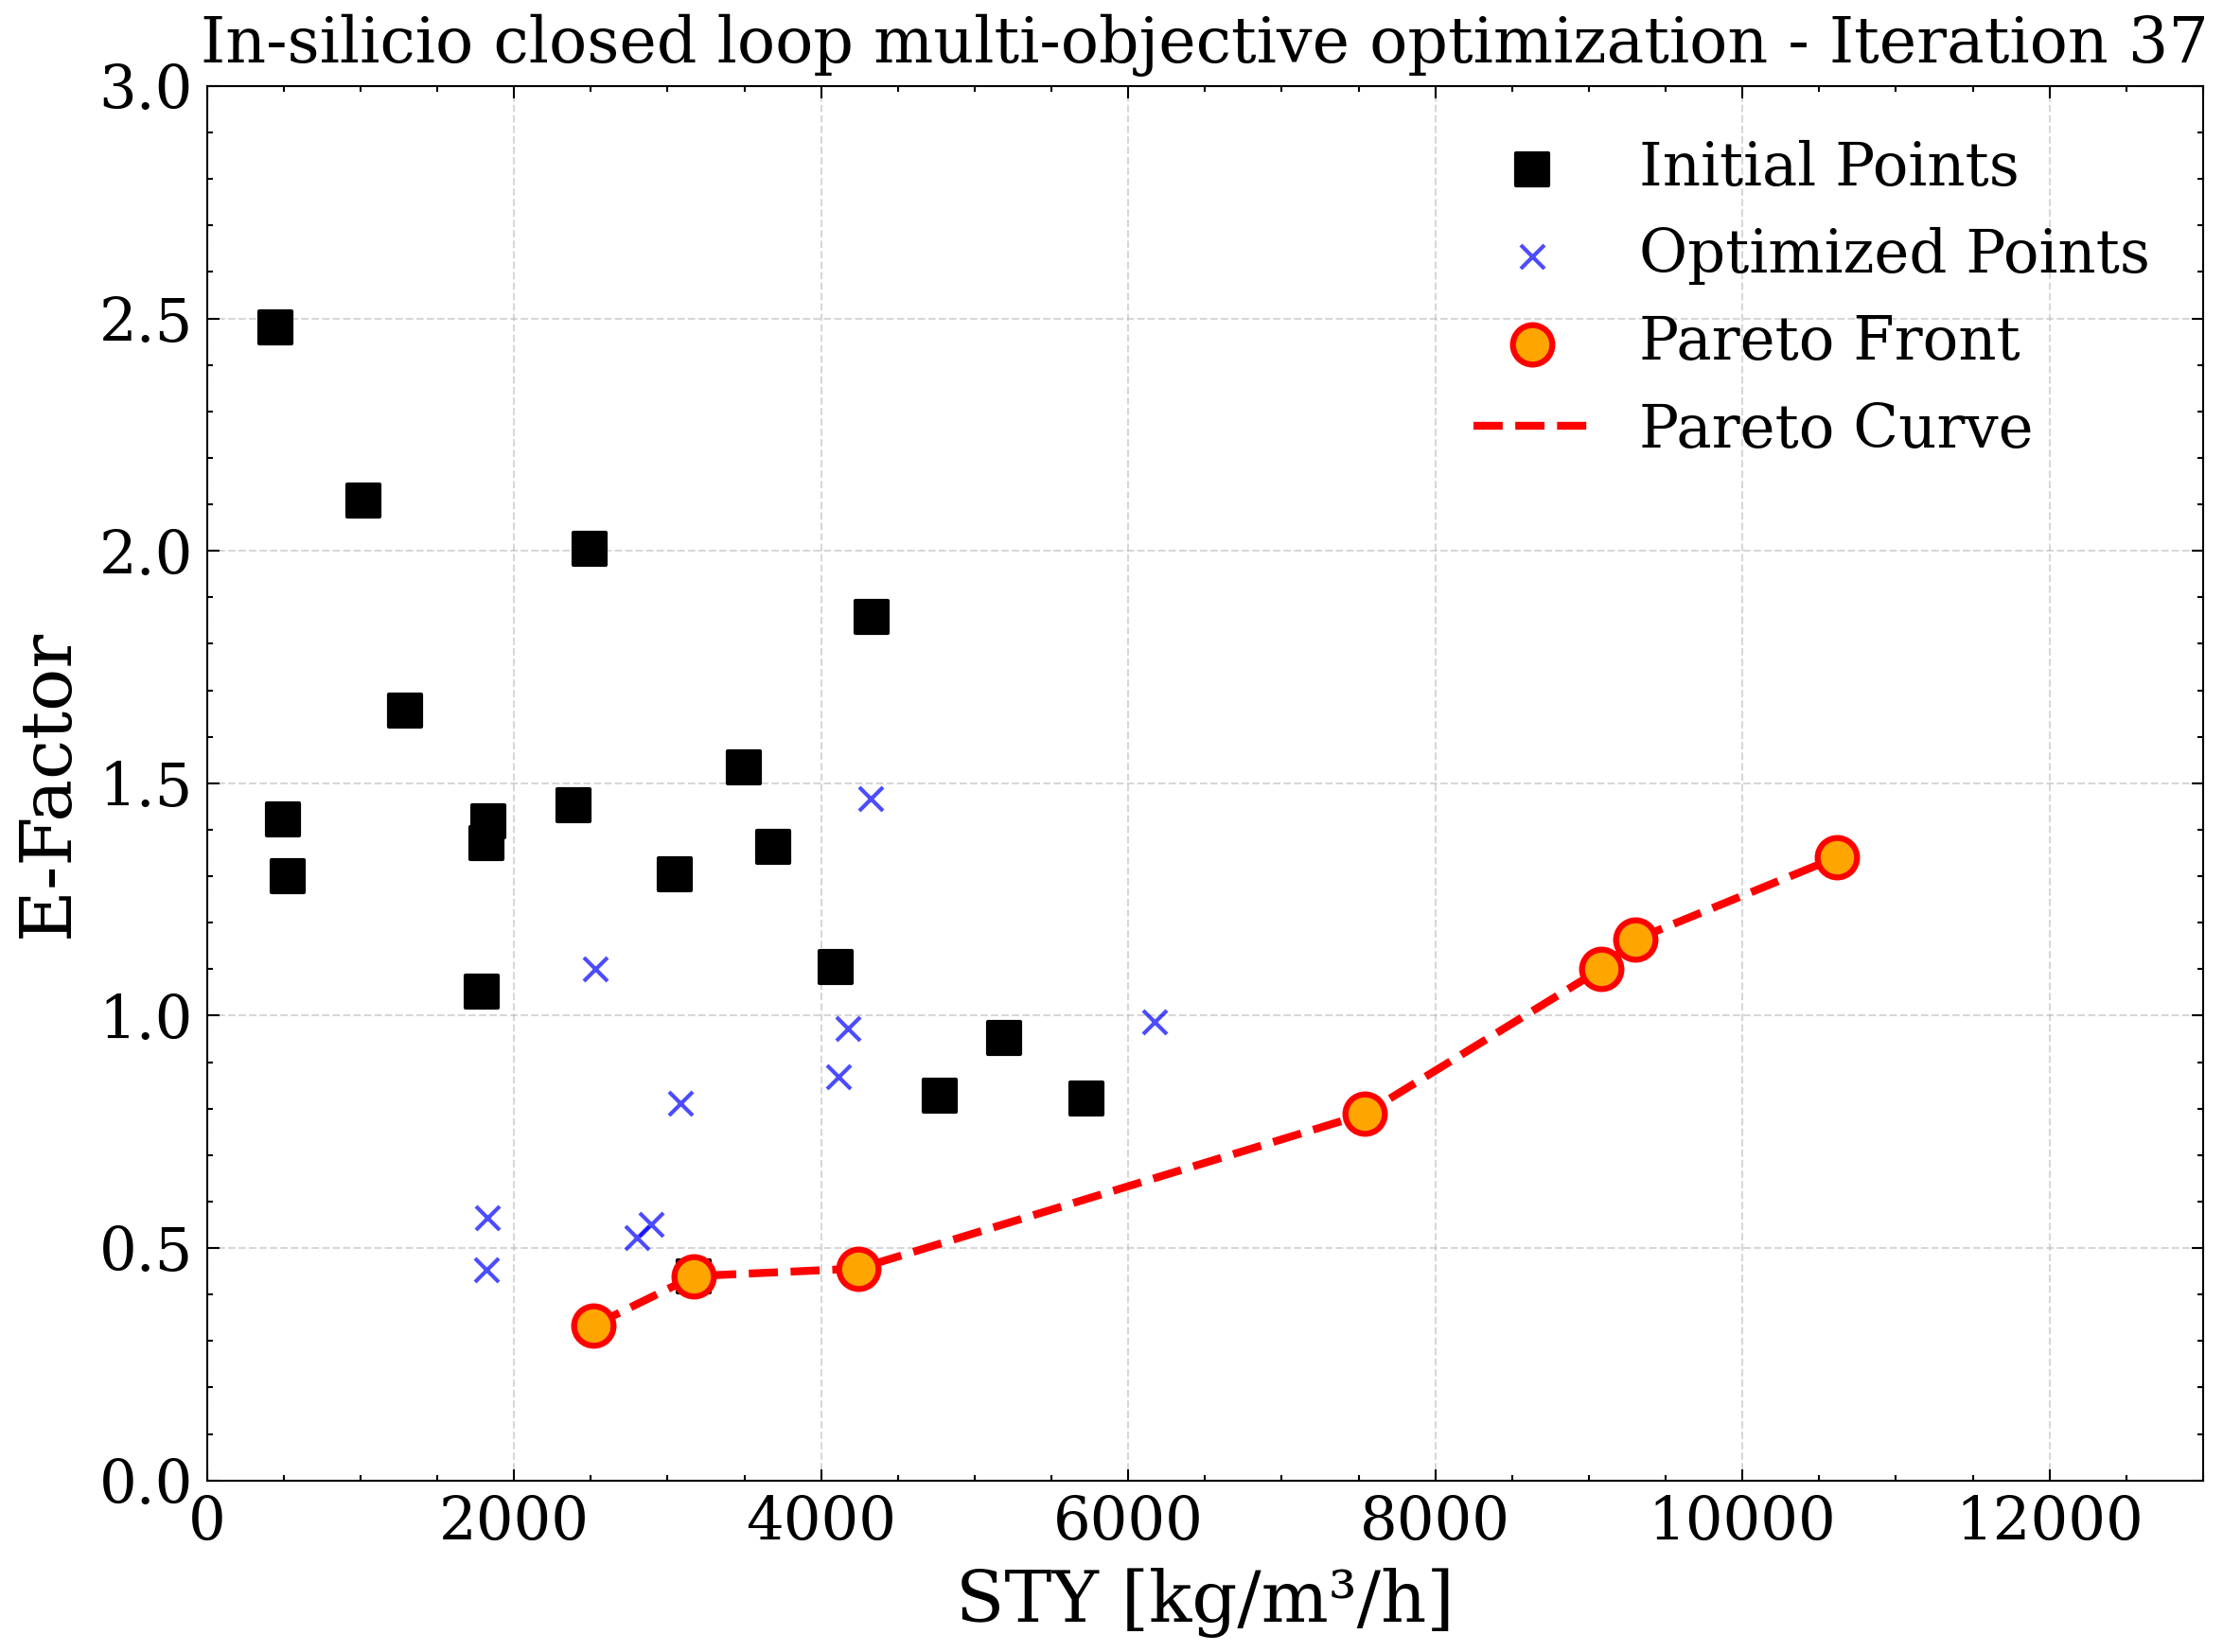 In-silicio closed loop multi-objective optimization - Iteration 37
3.0
2.5
2.0
1.5
1.0
0.5
0.0
E-Factor
Initial Points
Optimized Points
Pareto Front
Pareto Curve
0 2000 4000 6000 8000 10000 12000
STY [kg/m³/h]